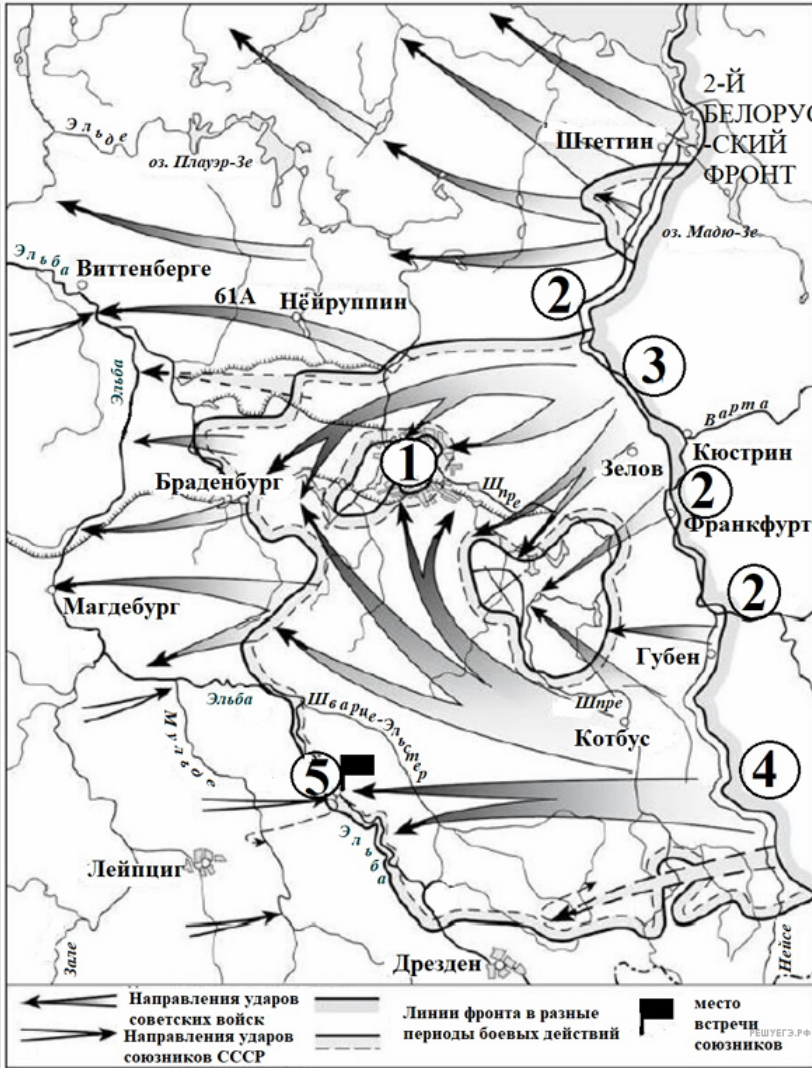 2-Й
БЕЛОРУС
-СКИЙ
ФРОНТ
Эльде
оз. Плауэр-Зе
Штеттин
оз. Мадю-Зе
Эльба
Виттенберге
2
61А
Нёйруппин
3
Эльба
Варта
Кюстрин
1
Зелов
Браденбург
Шпре
2
Франкфурт
2
Магдебург
Губен
Эльба
Шварце-Эльстер
Шпре
Мульде
Котбус
5
4
Эльба
Лейпциг
Зале
Дрезден
Нейсе
Направления ударов
советских войск
Направления ударов
союзников СССР
Линии фронта в разные
периоды боевых действий
место
встречи
союзников
РЕШУЕГЭ.РФ